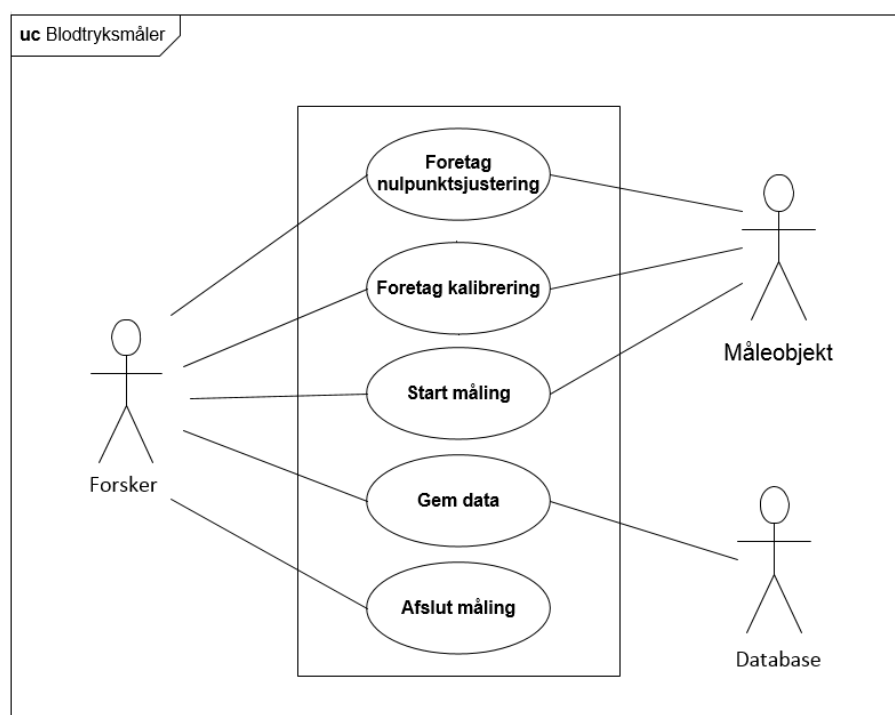 uc Blodtryksmåler
Foretag
nulpunktsjustering
Foretag kalibrering
Start måling
Gem data
Afslut måling
Forsker
Måleobjekt
Database